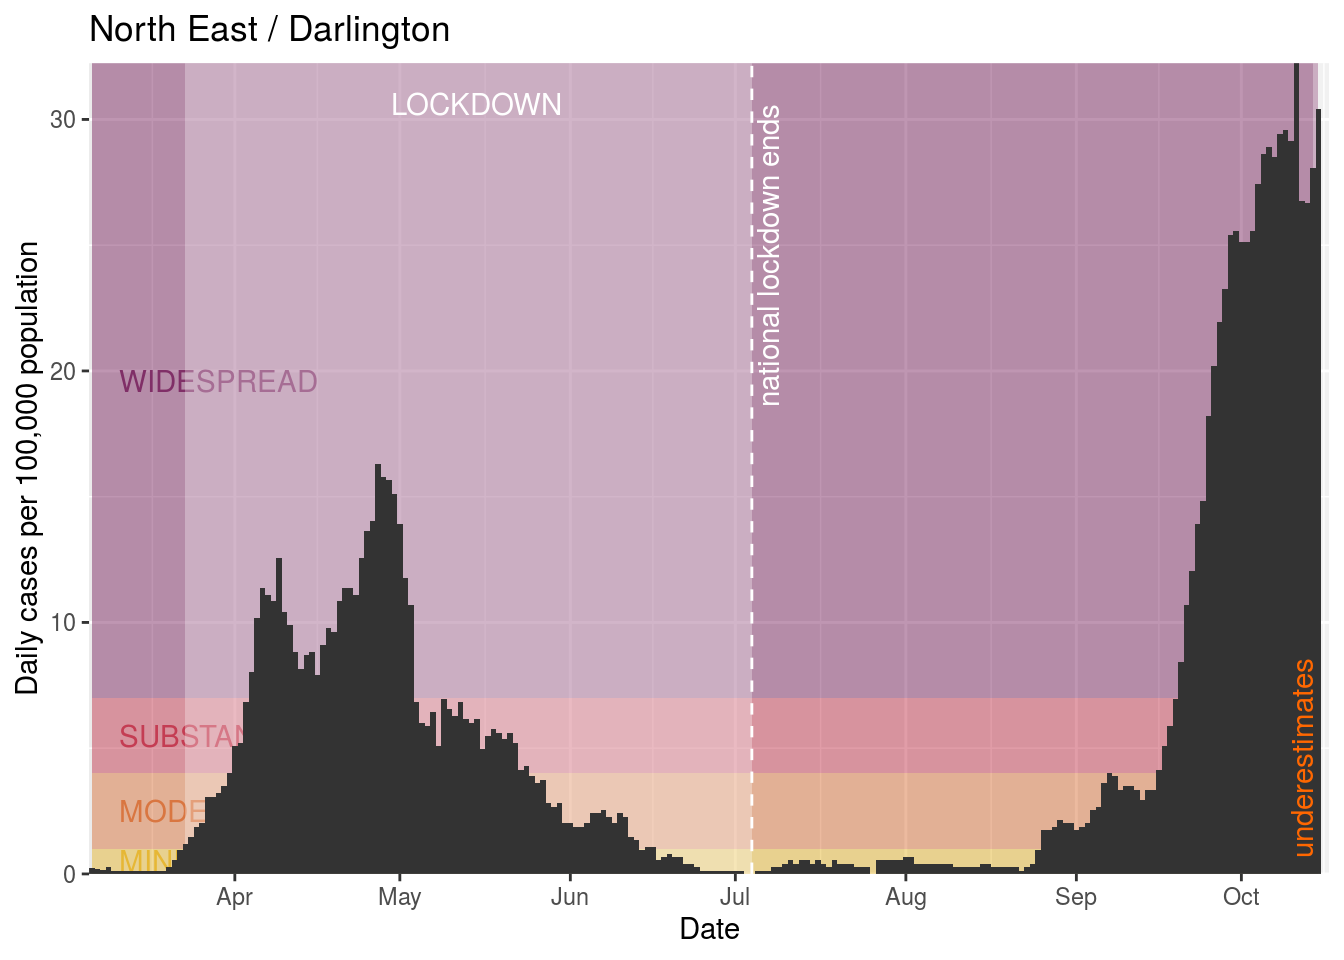 North East / Darlington
LOCKDOWN
national lockdown ends
WIDESPREAD
SUBSTAN
MODE
MIN
underestimates
Daily cases per 100,000 population
30
20
10
0
Apr
May
Jun
Jul
Aug
Sep
Oct
Date